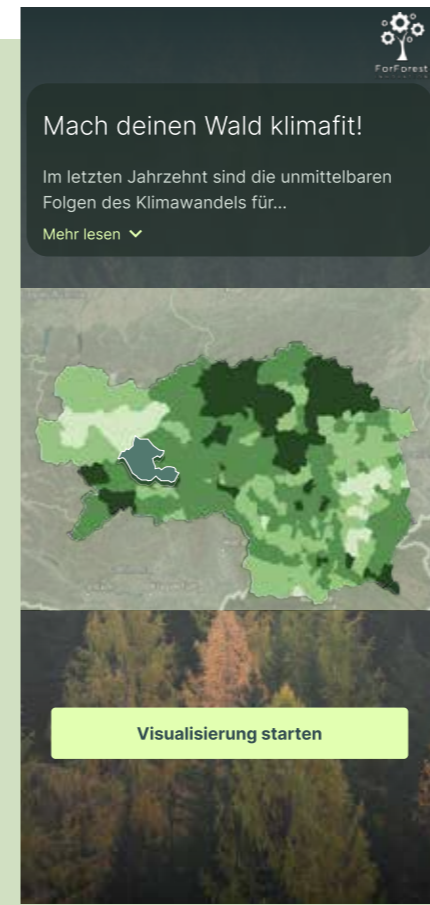 ForForest
Mach deinen Wald klimafit!
Im letzten Jahrzehnt sind die unmittelbaren
Folgen des Klimawandels für...
Mehr lesen
Visualisierung starten